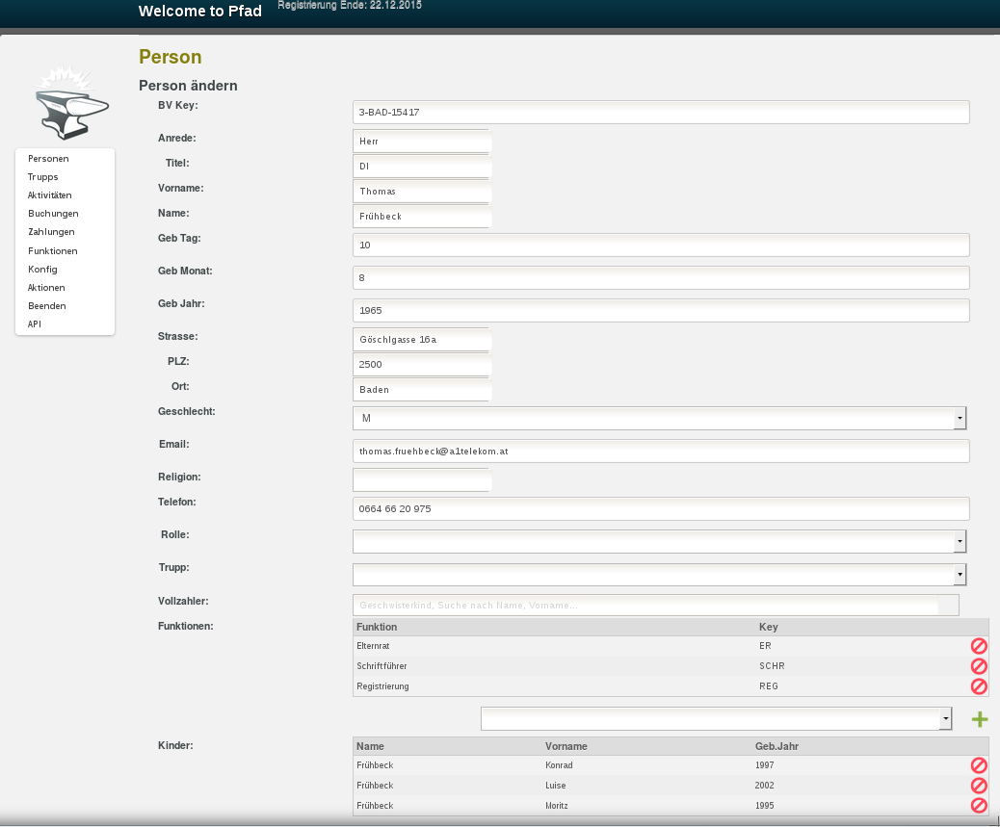 Welcome to Pfad Registrierung Ende: 22.12.2015
Person
Person ändern
Personen
Trupps
Aktivitäten
Buchungen
Zahlungen
Funktionen
Konfig
Aktionen
Beenden
API
BV Key: 3-BAD-15417
Anrede: Herr
Titel: DI
Vorname: Thomas
Name: Frühbeck
Geb Tag: 10
Geb Monat: 8
Geb Jahr: 1965
Strasse: Göschlgasse 16a
PLZ: 2500
Ort: Baden
Geschlecht: M
Email: thomas.fruehbeck@a1telekom.at
Religion:
Telefon: 0664 66 20 975
Rolle:
Trupp:
Vollzahler: Geschwisterkind, Suche nach Name, Vorname...
Funktionen: Funktion Key
Elternrat ER
Schriftführer SCHR
Registrierung REG
Kinder: Name Vorname Geb.Jahr
Frühbeck Konrad 1997
Frühbeck Luise 2002
Frühbeck Moritz 1995